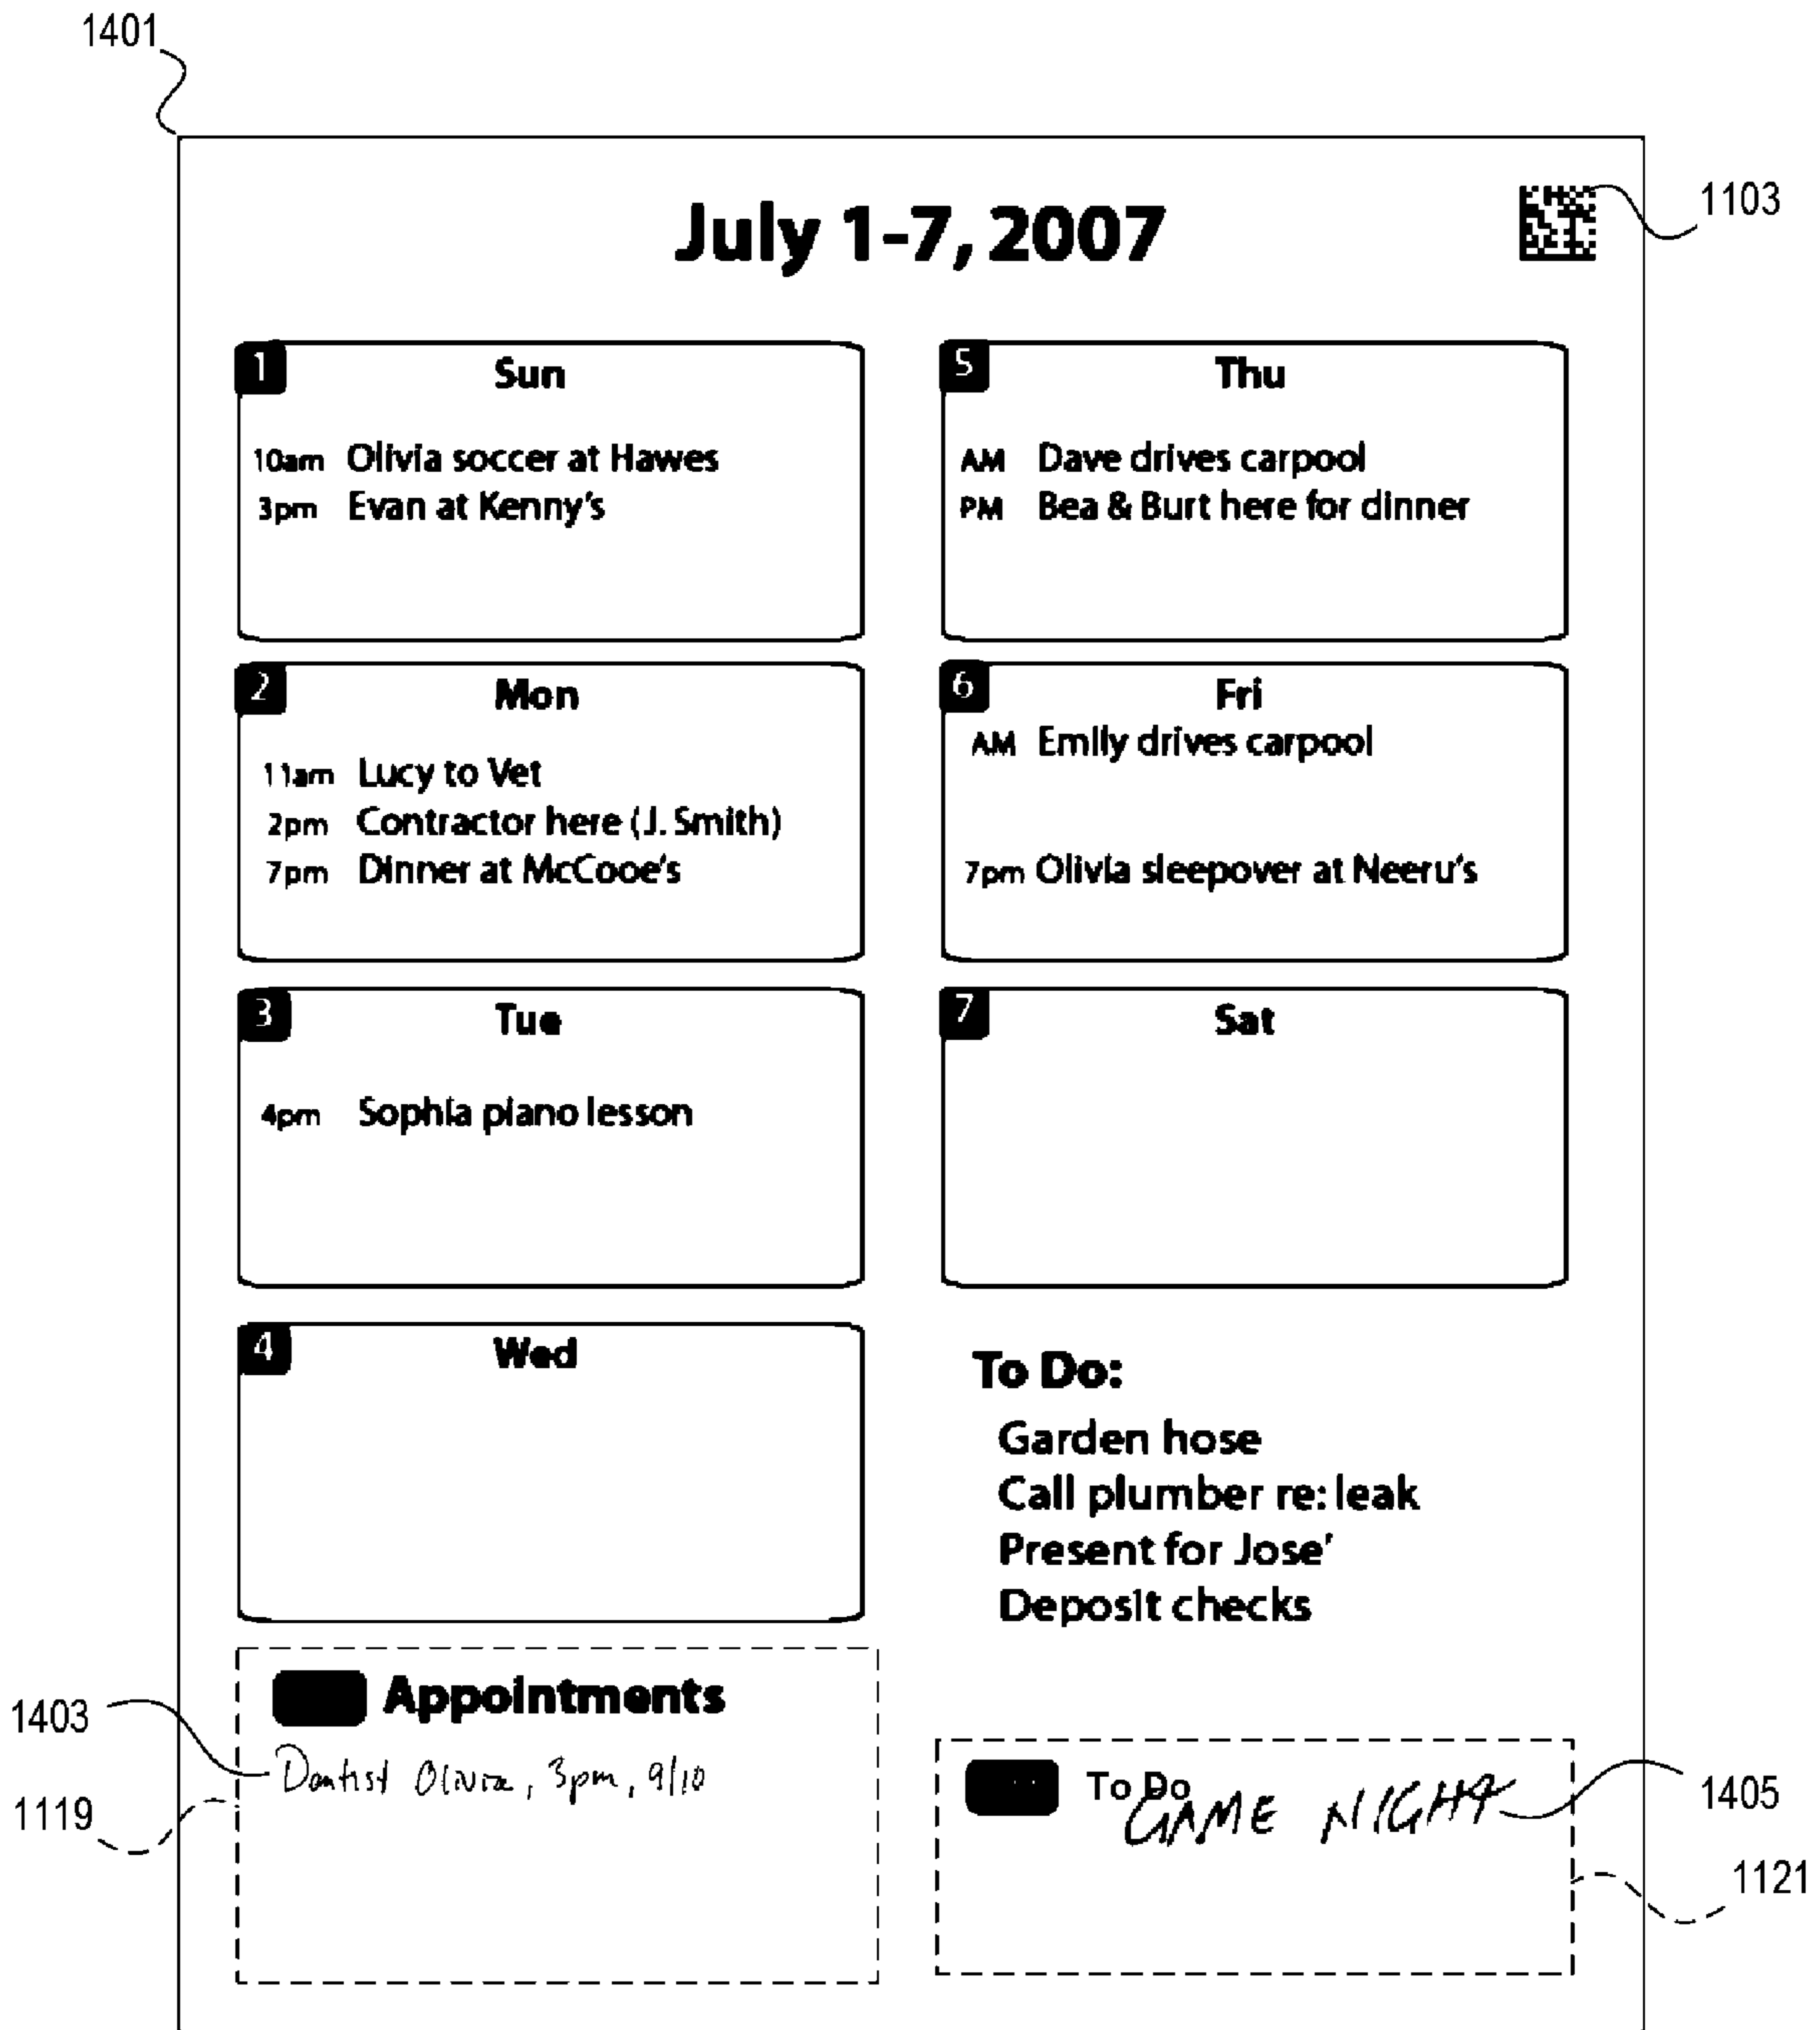 1401
1103
July 1-7, 2007
1 Sun
10am Olivia soccer at Hawes
3pm Evan at Kenny's
2 Mon
11am Lucy to Vet
2pm Contractor here (J. Smith)
7pm Dinner at McCooe's
3 Tue
4pm Sophia piano lesson
4 Wed
5 Thu
AM Dave drives carpool
PM Bea & Burt here for dinner
6 Fri
AM Emily drives carpool
7pm Olivia sleepover at Neeru's
7 Sat
To Do:
Garden hose
Call plumber re: leak
Present for Jose'
Deposit checks
Appointments
1403
Dentist Olivia, 3pm, 9/10
1119
To Do
GAME NIGHT
1405
1121